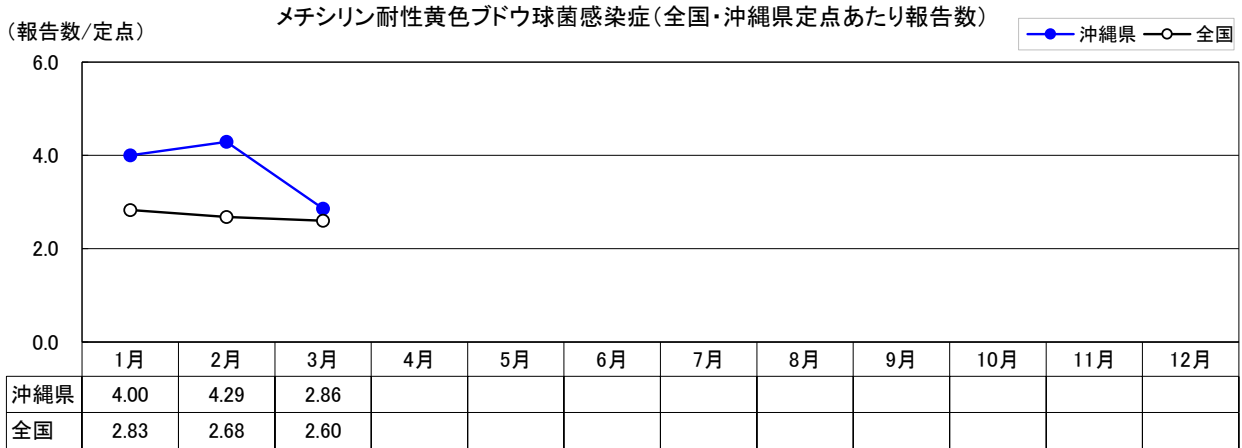 メチシリン耐性黄色ブドウ球菌感染症(全国・沖縄県定点あたり報告数)
(報告数/定点)
沖縄県 全国
6.0
4.0
2.0
0.0
1月 2月 3月 4月 5月 6月 7月 8月 9月 10月 11月 12月
沖縄県 4.00 4.29 2.86
全国 2.83 2.68 2.60